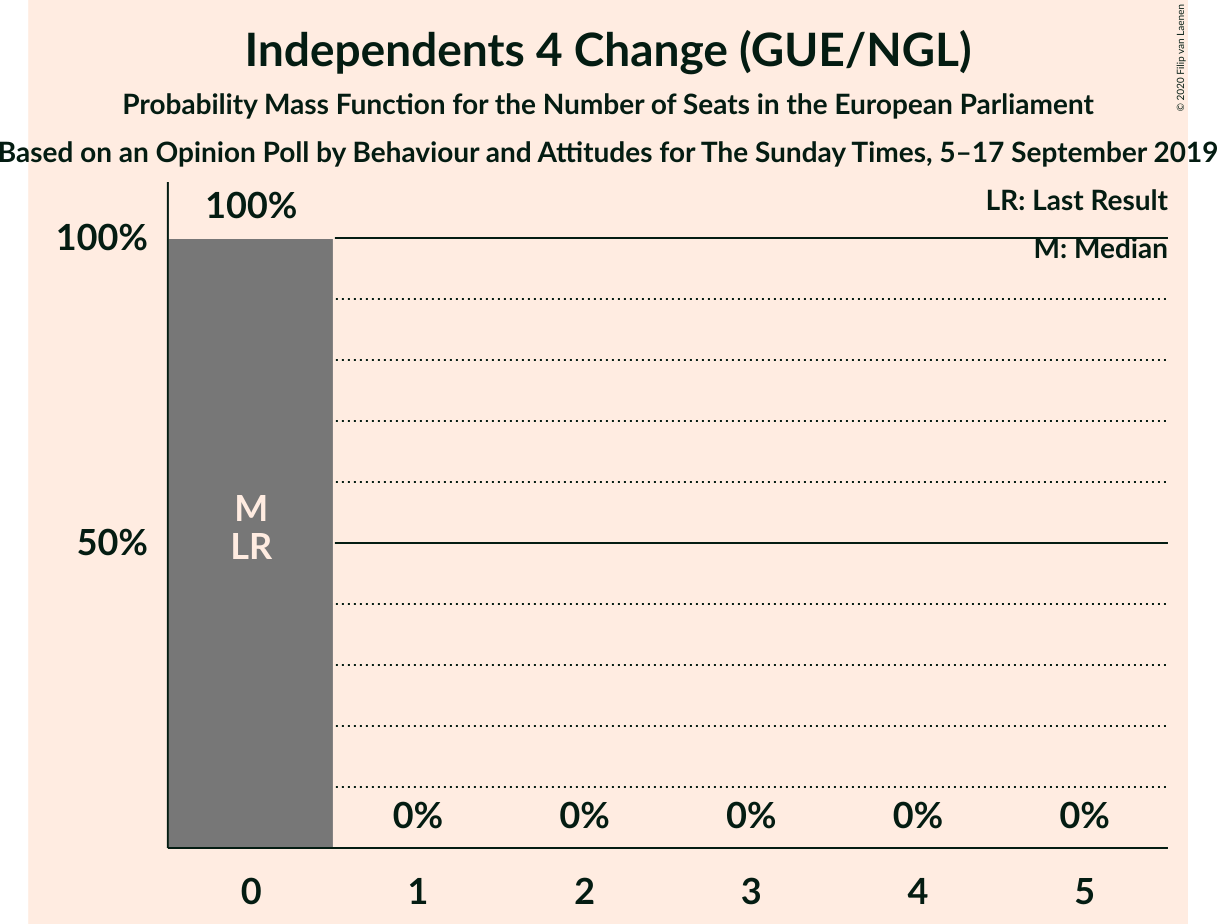 Independents 4 Change (GUE/NGL)
Probability Mass Function for the Number of Seats in the European Parliament
Based on an Opinion Poll by Behaviour and Attitudes for The Sunday Times, 5–17 September 2019
© 2020 Filip van Laenen
LR: Last Result
M: Median
100%
100%
50%
M
LR
0% 0% 0% 0% 0%
0 1 2 3 4 5